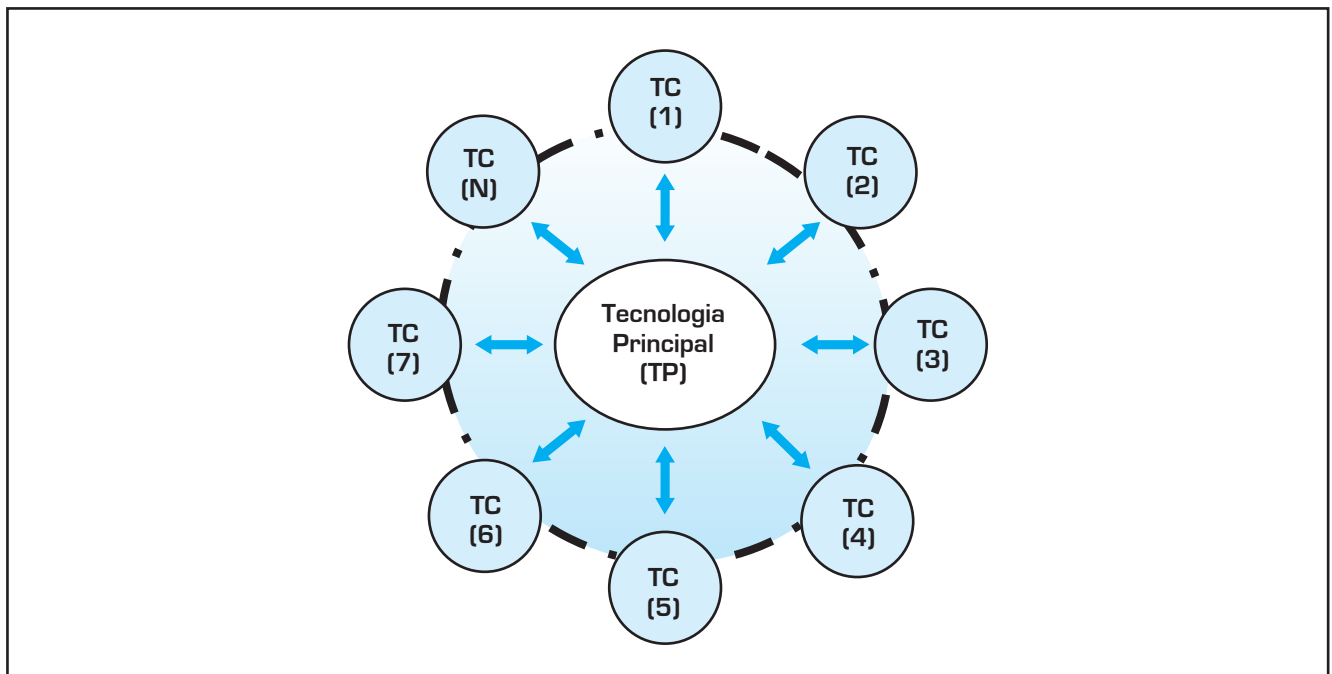 TC
(1)
TC
(2)
TC
(3)
TC
(4)
TC
(5)
TC
(6)
TC
(7)
TC
(N)
Tecnologia
Principal
(TP)